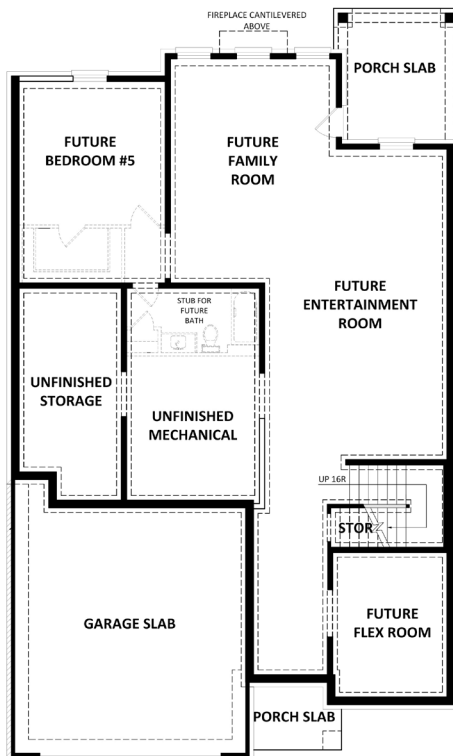 FIREPLACE CANTILEVERED
ABOVE
PORCH SLAB
FUTURE
BEDROOM #5
FUTURE
FAMILY
ROOM
FUTURE
ENTERTAINMENT
ROOM
STUB FOR
FUTURE
BATH
UNFINISHED
STORAGE
UNFINISHED
MECHANICAL
UP 16R
STOR
FUTURE
FLEX ROOM
GARAGE SLAB
PORCH SLAB